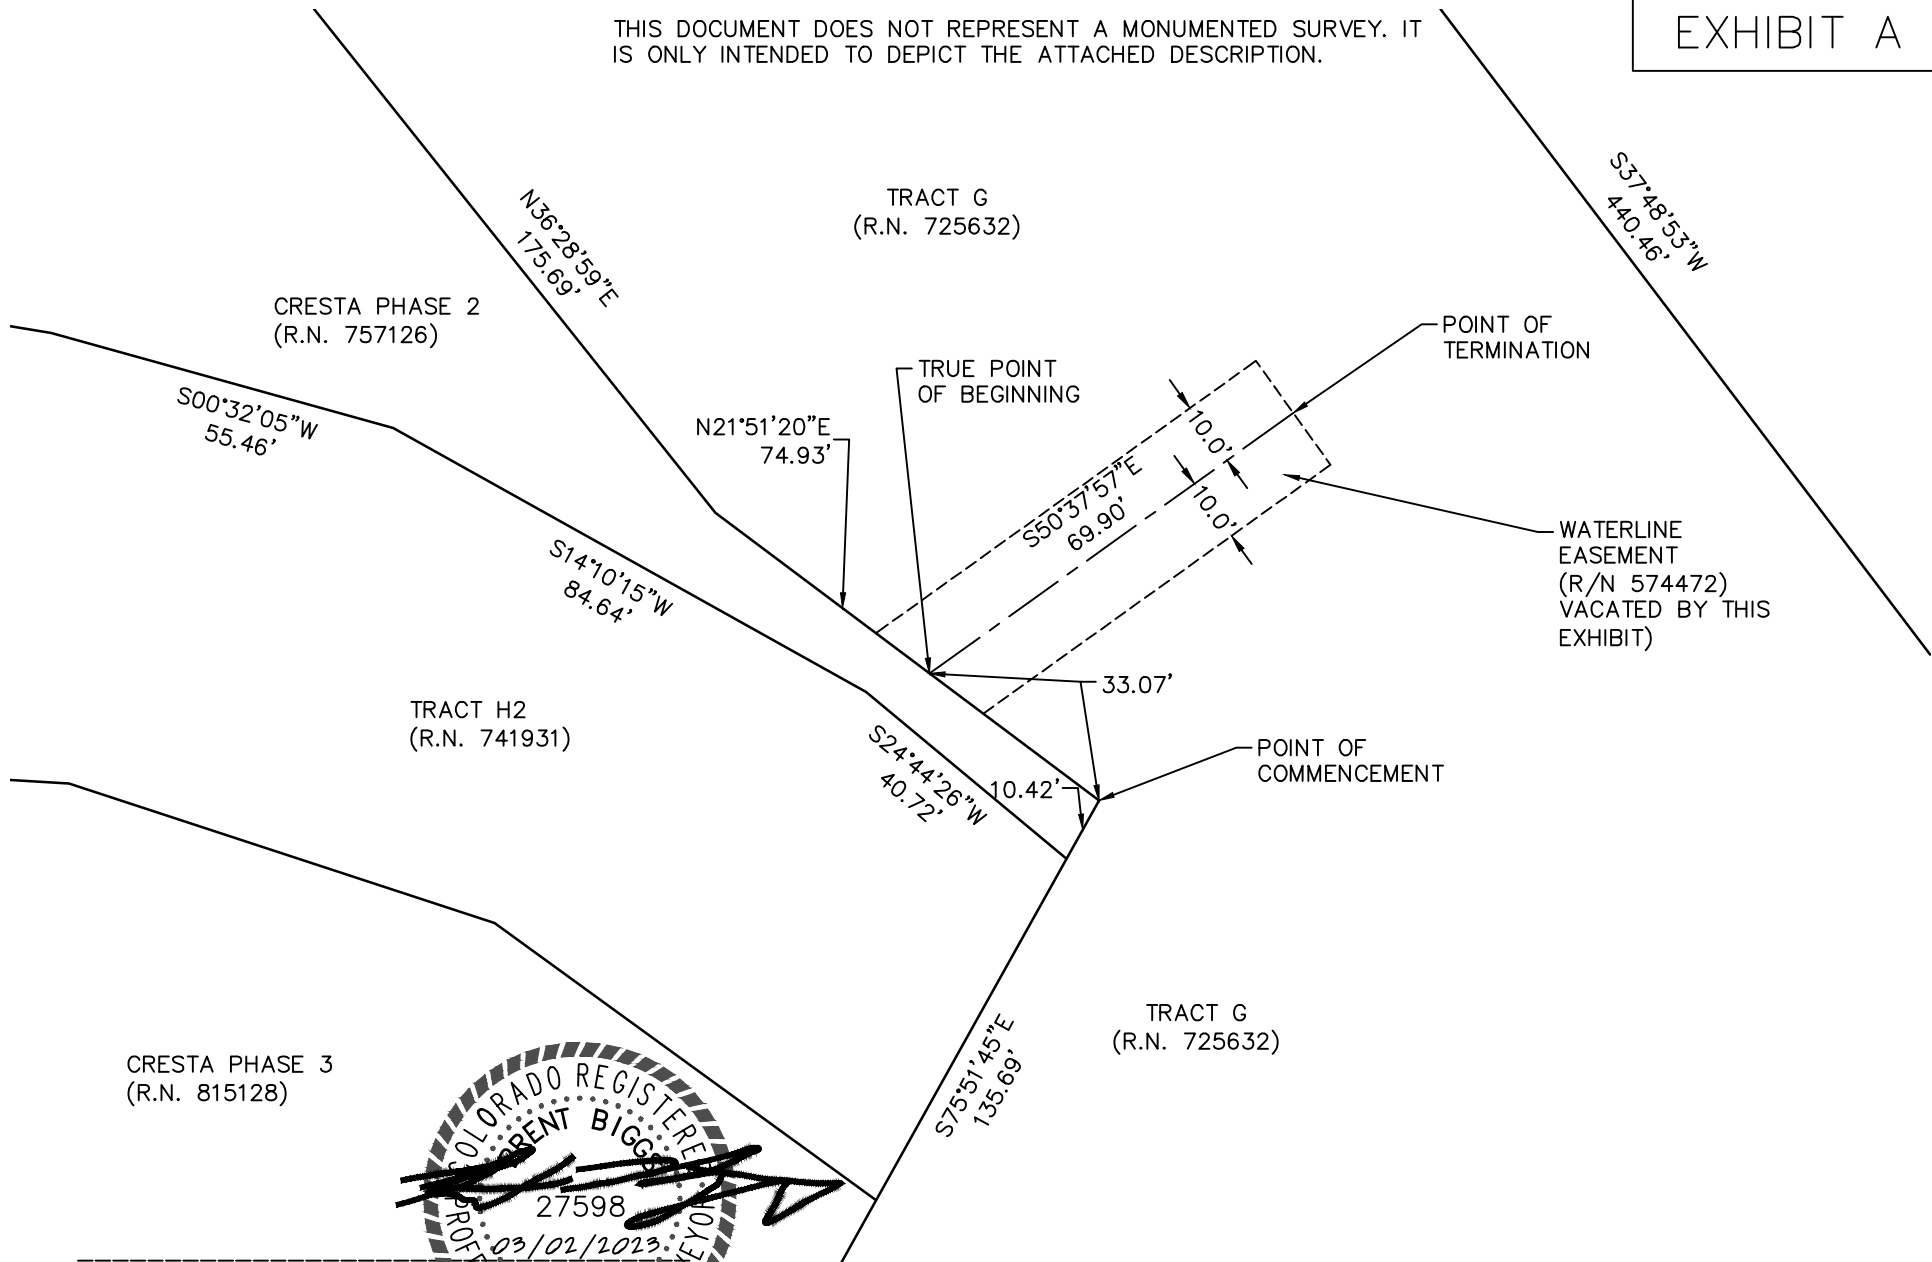 THIS DOCUMENT DOES NOT REPRESENT A MONUMENTED SURVEY. IT
IS ONLY INTENDED TO DEPICT THE ATTACHED DESCRIPTION.
EXHIBIT A
S37°48'53"W
440.46'
N36°28'59"E
175.69'
TRACT G
(R.N. 725632)
CRESTA PHASE 2
(R.N. 757126)
POINT OF
TERMINATION
TRUE POINT
OF BEGINNING
S00°32'05"W
55.46'
N21°51'20"E
74.93'
10.0'
10.0'
S50°37'57"E
69.90'
WATERLINE
EASEMENT
(R/N 574472)
VACATED BY THIS
EXHIBIT)
S14°10'15"W
84.64'
33.07'
TRACT H2
(R.N. 741931)
S24°44'26"W
40.72'
10.42'
POINT OF
COMMENCEMENT
TRACT G
(R.N. 725632)
S75°51'45"E
135.69'
CRESTA PHASE 3
(R.N. 815128)
COLORADO REGISTERED
BRENT BIGGS
27598
03/02/2023